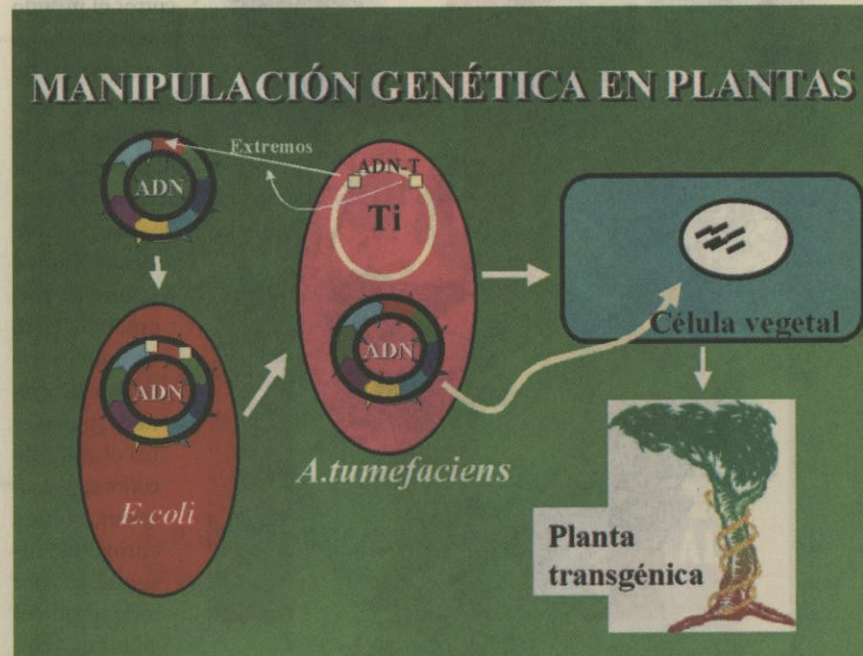 MANIPULACIÓN GENÉTICA EN PLANTAS
Extremos
ADN-T
ADN
Ti
ADN
ADN
Célula vegetal
A.tumefaciens
E.coli
Planta
transgénica